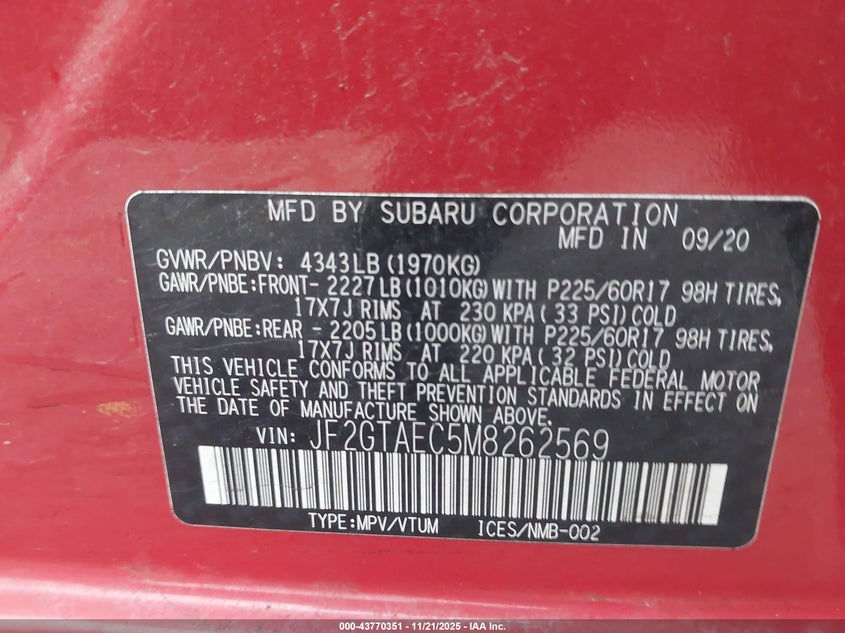 MFD BY SUBARU CORPORATION
MFD IN 09/20
GVWR/PNBV: 4343LB(1970KG)
GAWR/PNBE:FRONT- 2227LB(1010KG)WITH P225/60R17 98H TIRES,
17X7J RIMS AT 230 KPA(33 PSI)COLD
GAWR/PNBE:REAR - 2205LB(1000KG)WITH P225/60R17 98H TIRES,
17X7J RIMS AT 220 KPA(32 PSI)COLD
THIS VEHICLE CONFORMS TO ALL APPLICABLE FEDERAL MOTOR
VEHICLE SAFETY AND THEFT PREVENTION STANDARDS IN EFFECT ON
THE DATE OF MANUFACTURE SHOWN ABOVE.
VIN: JF2GTAEC5M8262569
TYPE:MPV/VTUM ICES/NMB-002
000-43770351 - 11/21/2025 - IAA Inc.